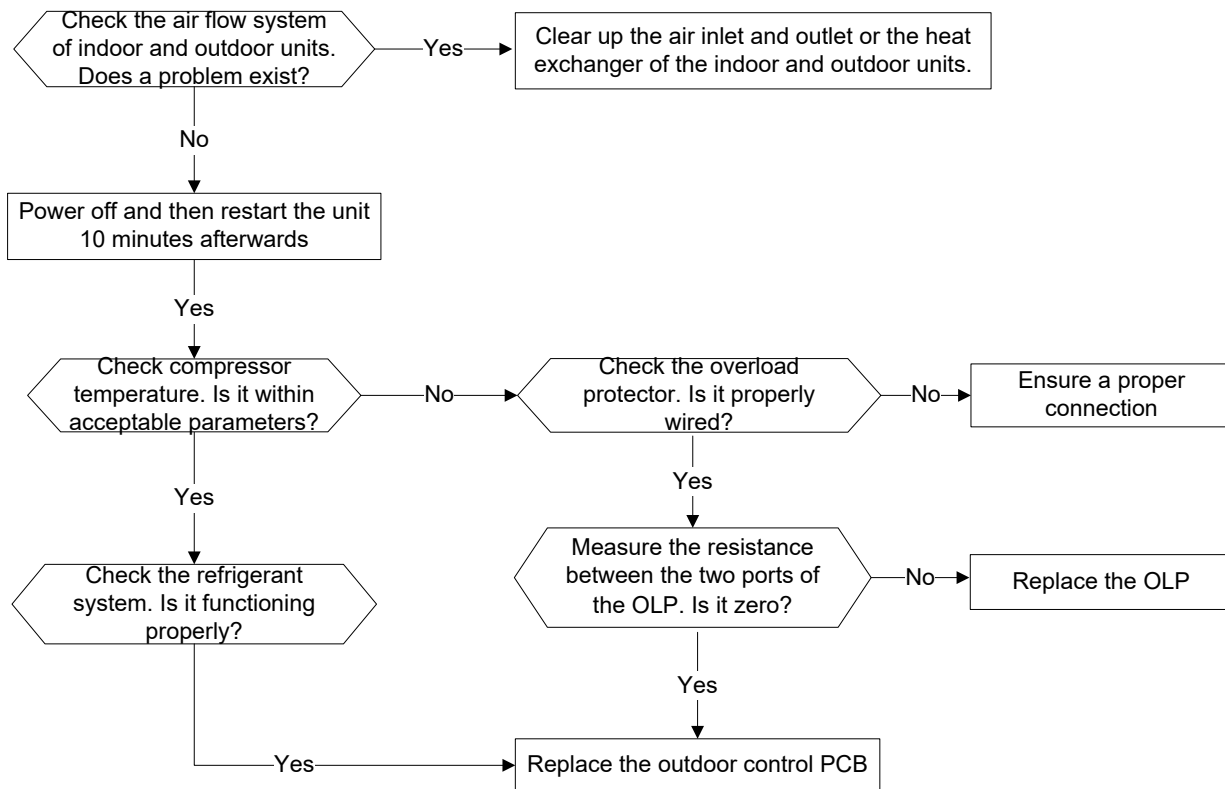 Check the air flow system
of indoor and outdoor units.
Does a problem exist?
Yes
Clear up the air inlet and outlet or the heat
exchanger of the indoor and outdoor units.
No
Power off and then restart the unit
10 minutes afterwards
Yes
Check compressor
temperature. Is it within
acceptable parameters?
No
Check the overload
protector. Is it properly
wired?
No
Ensure a proper
connection
Yes
Yes
Check the refrigerant
system. Is it functioning
properly?
Measure the resistance
between the two ports of
the OLP. Is it zero?
No
Replace the OLP
Yes
Yes
Replace the outdoor control PCB